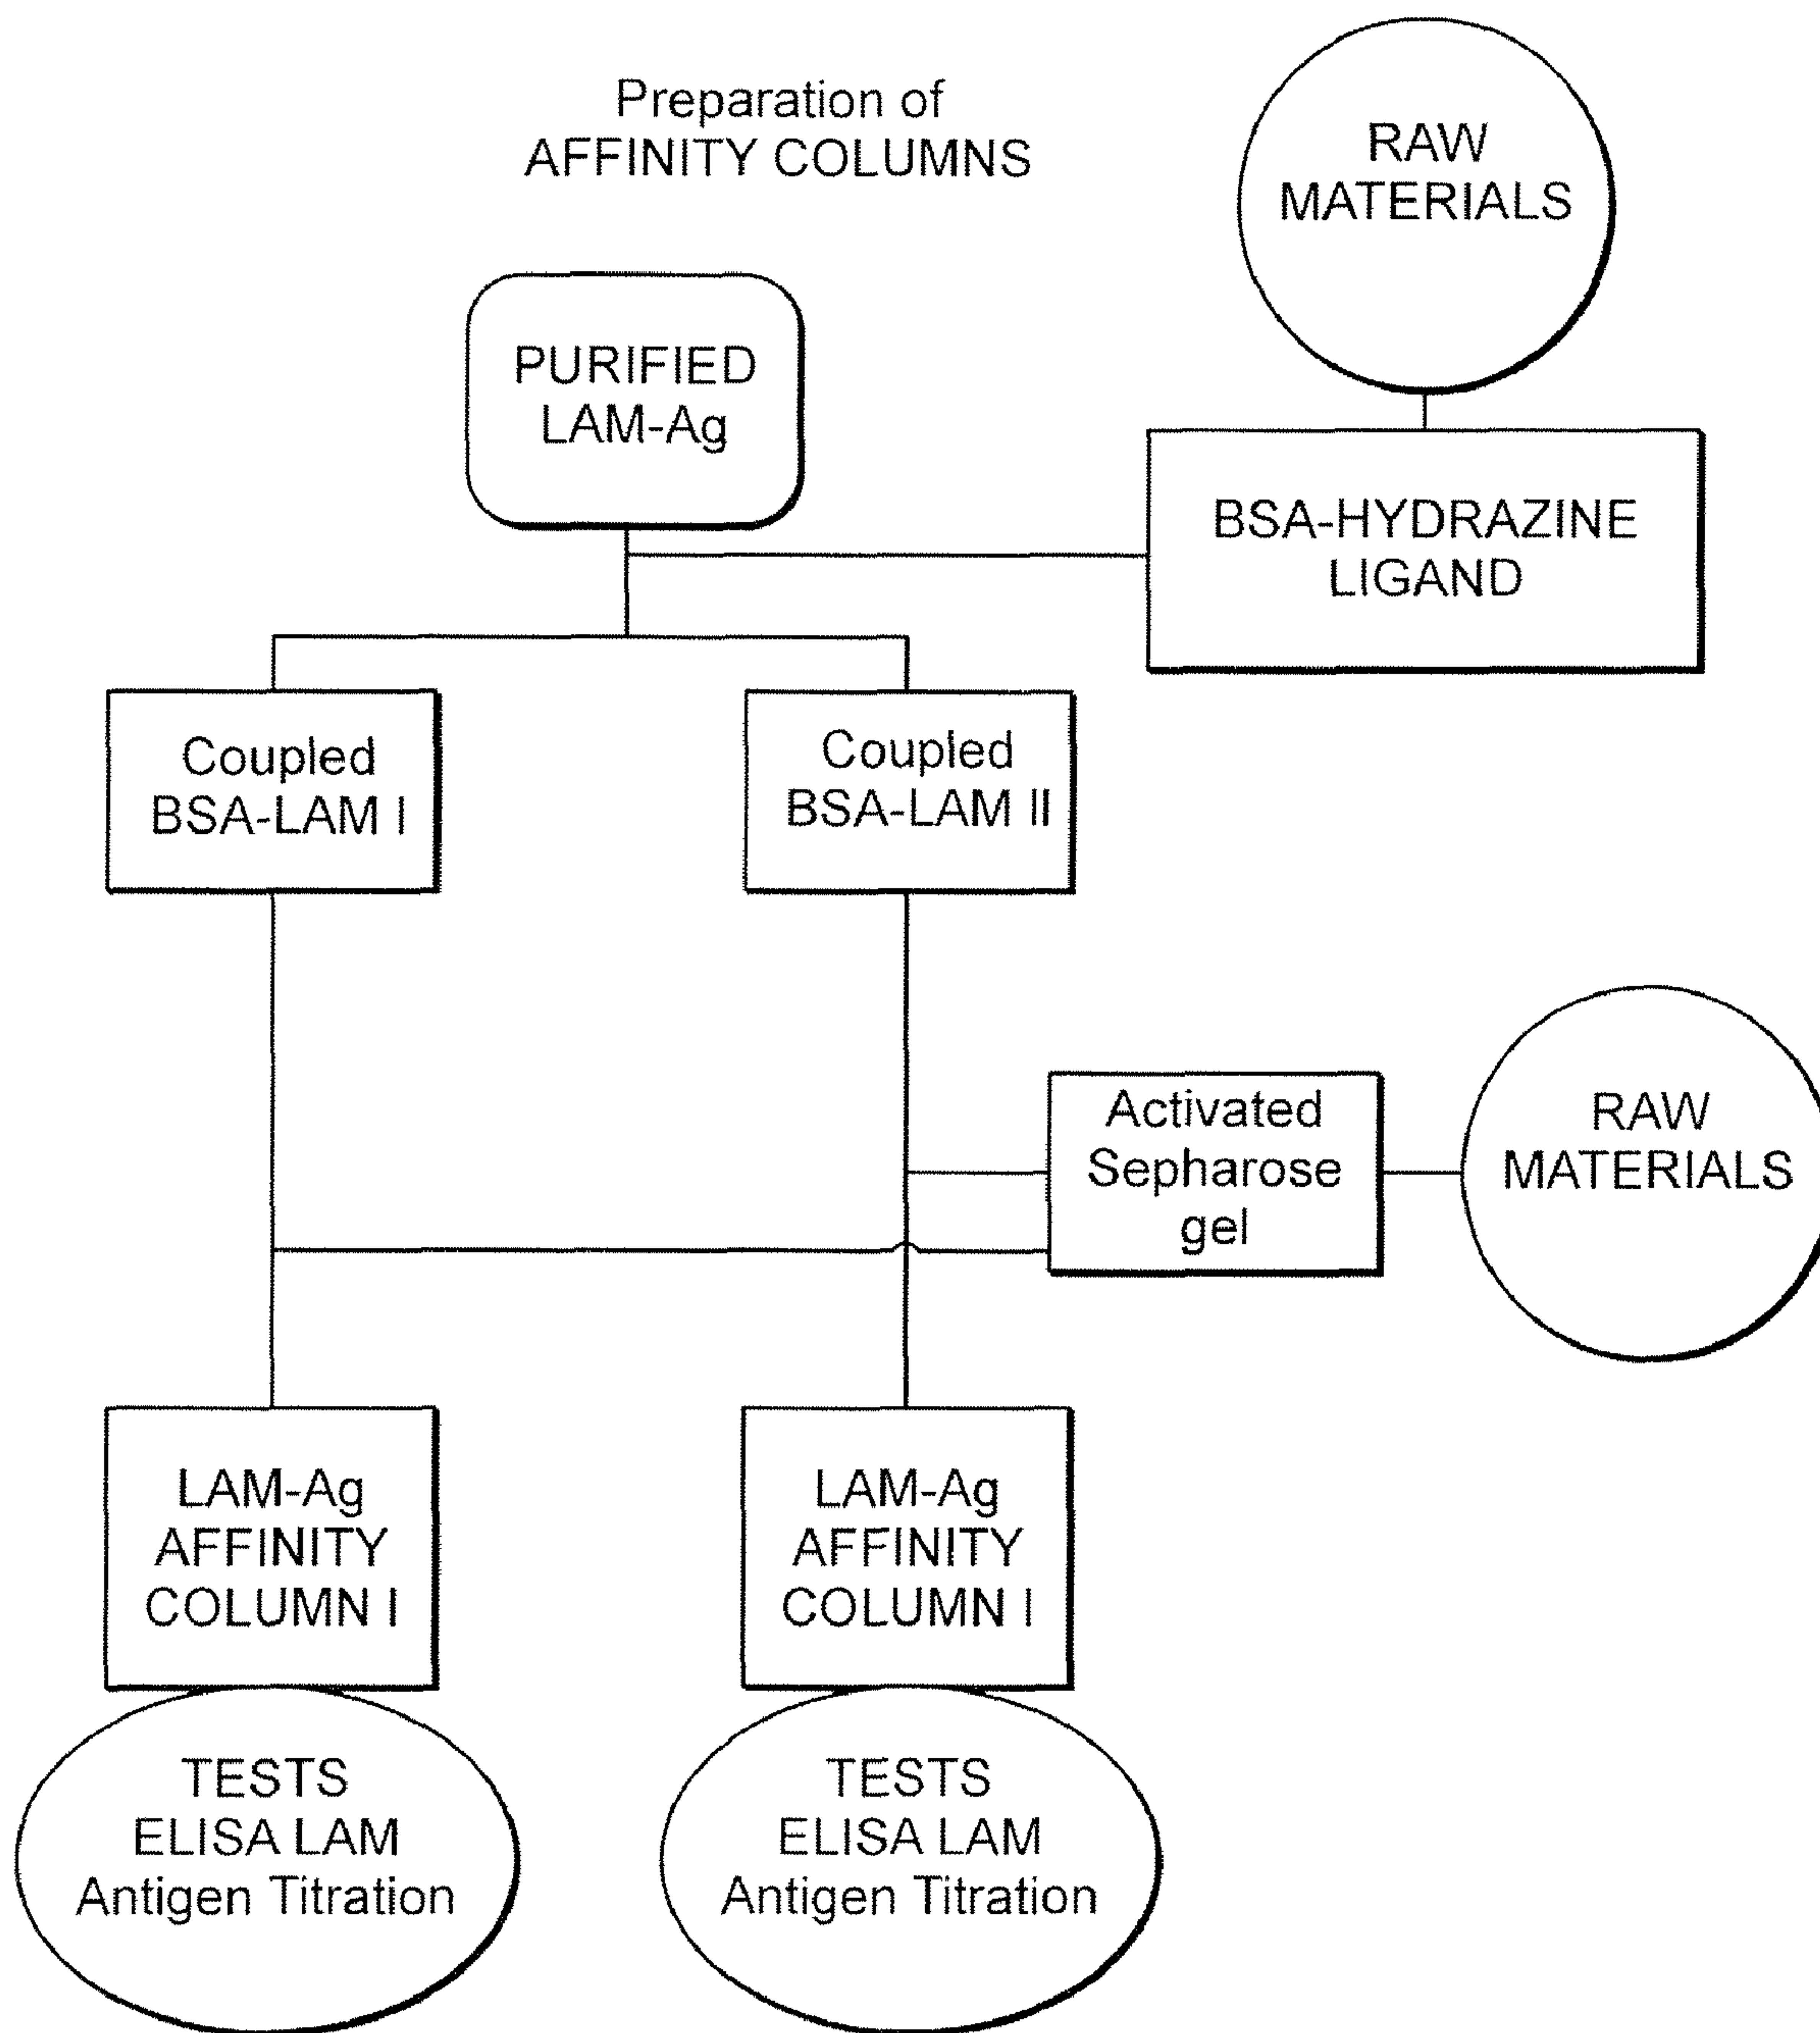 Preparation of
AFFINITY COLUMNS
RAW
MATERIALS
PURIFIED
LAM-Ag
BSA-HYDRAZINE
LIGAND
Coupled
BSA-LAM I
Coupled
BSA-LAM II
Activated
Sepharose
gel
RAW
MATERIALS
LAM-Ag
AFFINITY
COLUMN I
LAM-Ag
AFFINITY
COLUMN I
TESTS
ELISA LAM
Antigen Titration
TESTS
ELISA LAM
Antigen Titration